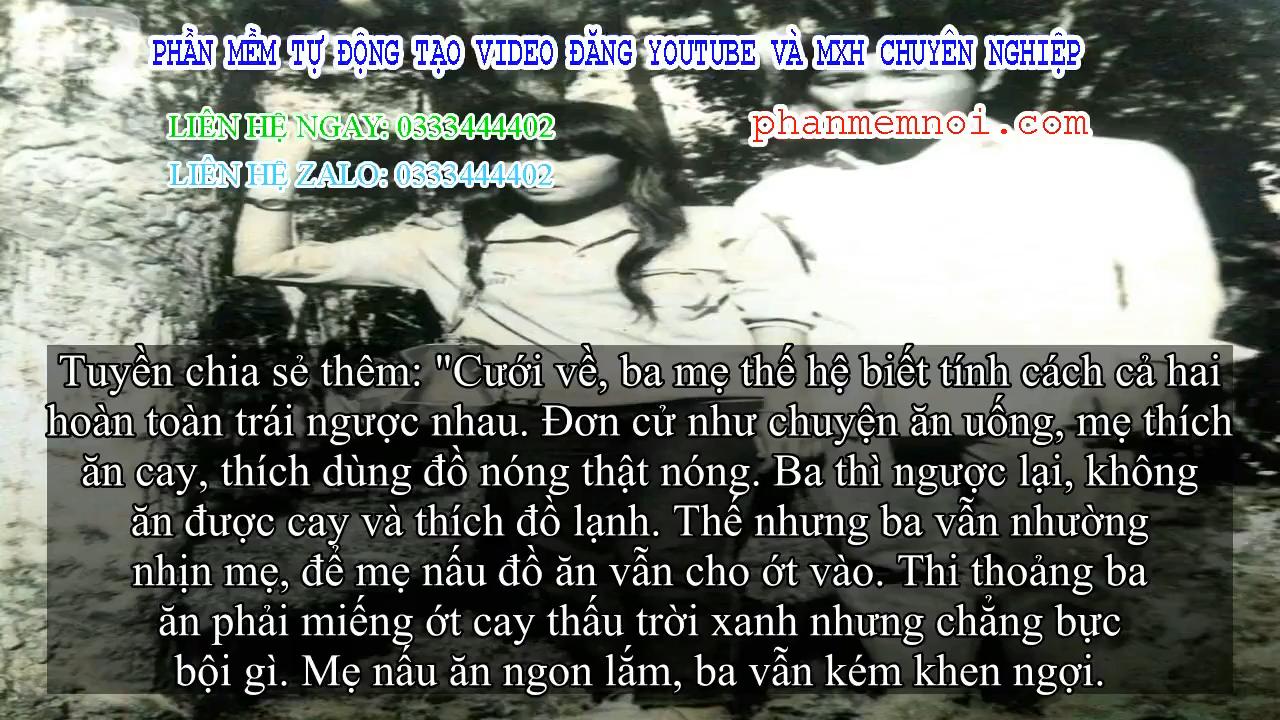 PHẦN MỀM TỰ ĐỘNG TẠO VIDEO ĐĂNG YOUTUBE VÀ MXH CHUYÊN NGHIỆP
LIÊN HỆ NGAY: 0333444402
phanmemnoi.com
LIÊN HỆ ZALO: 0333444402
Tuyền chia sẻ thêm: "Cưới về, ba mẹ thế hệ biết tính cách cả hai
hoàn toàn trái ngược nhau. Đơn cử như chuyện ăn uống, mẹ thích
ăn cay, thích dùng đồ nóng thật nóng. Ba thì ngược lại, không
ăn được cay và thích đồ lạnh. Thế nhưng ba vẫn nhường
nhịn mẹ, để mẹ nấu đồ ăn vẫn cho ớt vào. Thi thoảng ba
ăn phải miếng ớt cay thấu trời xanh nhưng chẳng bực
bội gì. Mẹ nấu ăn ngon lắm, ba vẫn kém khen ngợi.